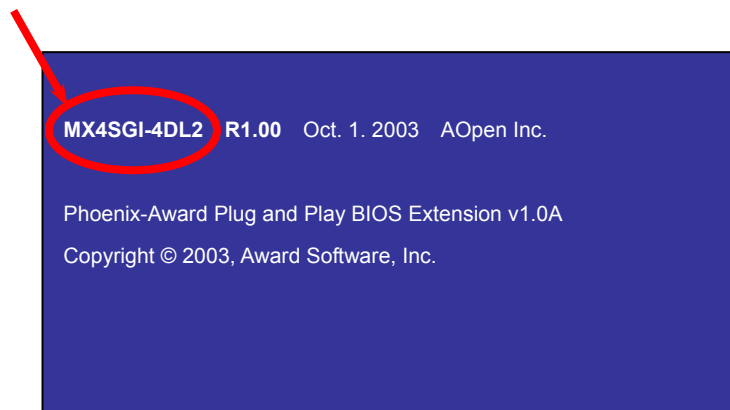 MX4SGI-4DL2 R1.00 Oct. 1. 2003 AOpen Inc.
Phoenix-Award Plug and Play BIOS Extension v1.0A
Copyright © 2003, Award Software, Inc.